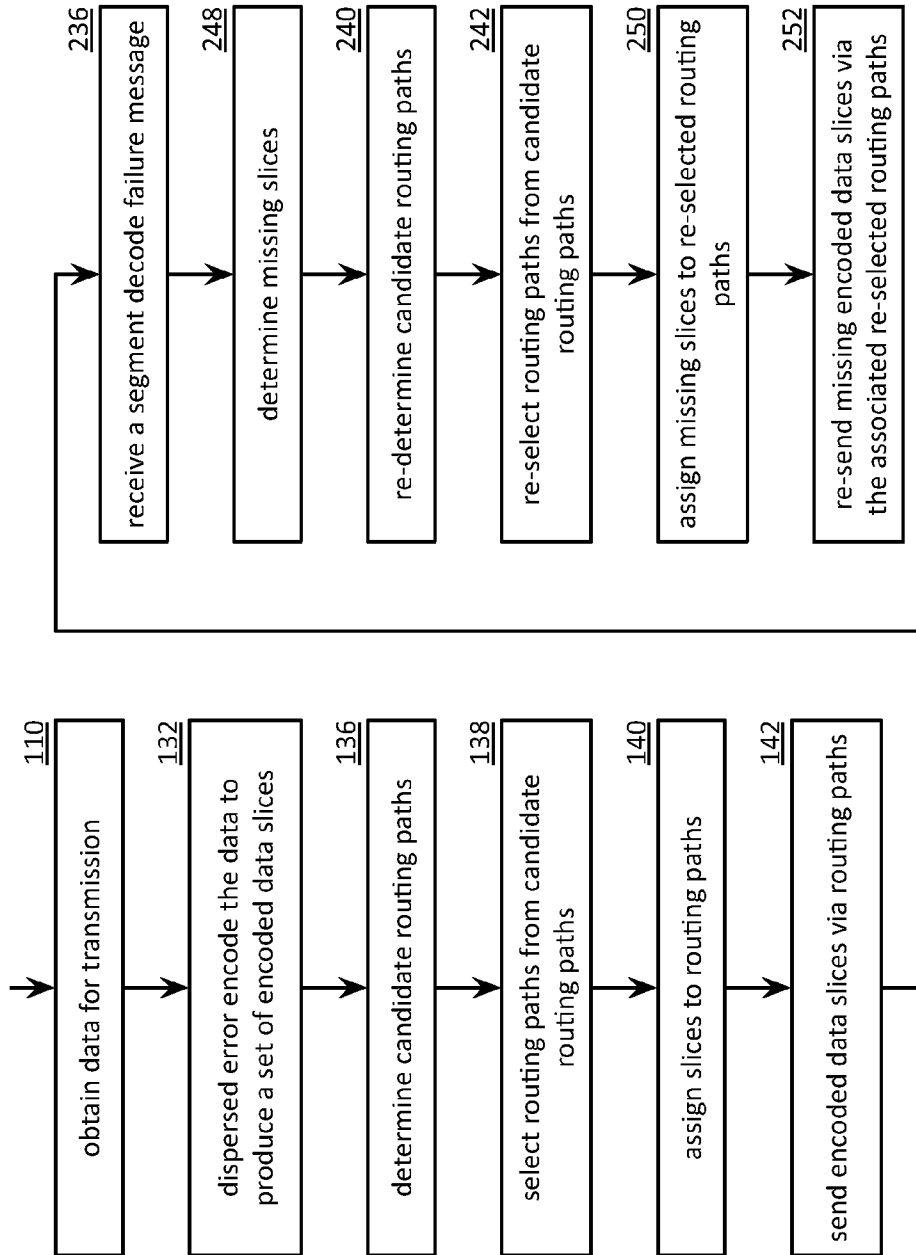 110
obtain data for transmission
132
dispersed error encode the data to
produce a set of encoded data slices
136
determine candidate routing paths
138
select routing paths from candidate
routing paths
140
assign slices to routing paths
142
send encoded data slices via routing paths
236
receive a segment decode failure message
248
determine missing slices
240
re-determine candidate routing paths
242
re-select routing paths from candidate
routing paths
250
assign missing slices to re-selected routing
paths
252
re-send missing encoded data slices via
the associated re-selected routing paths